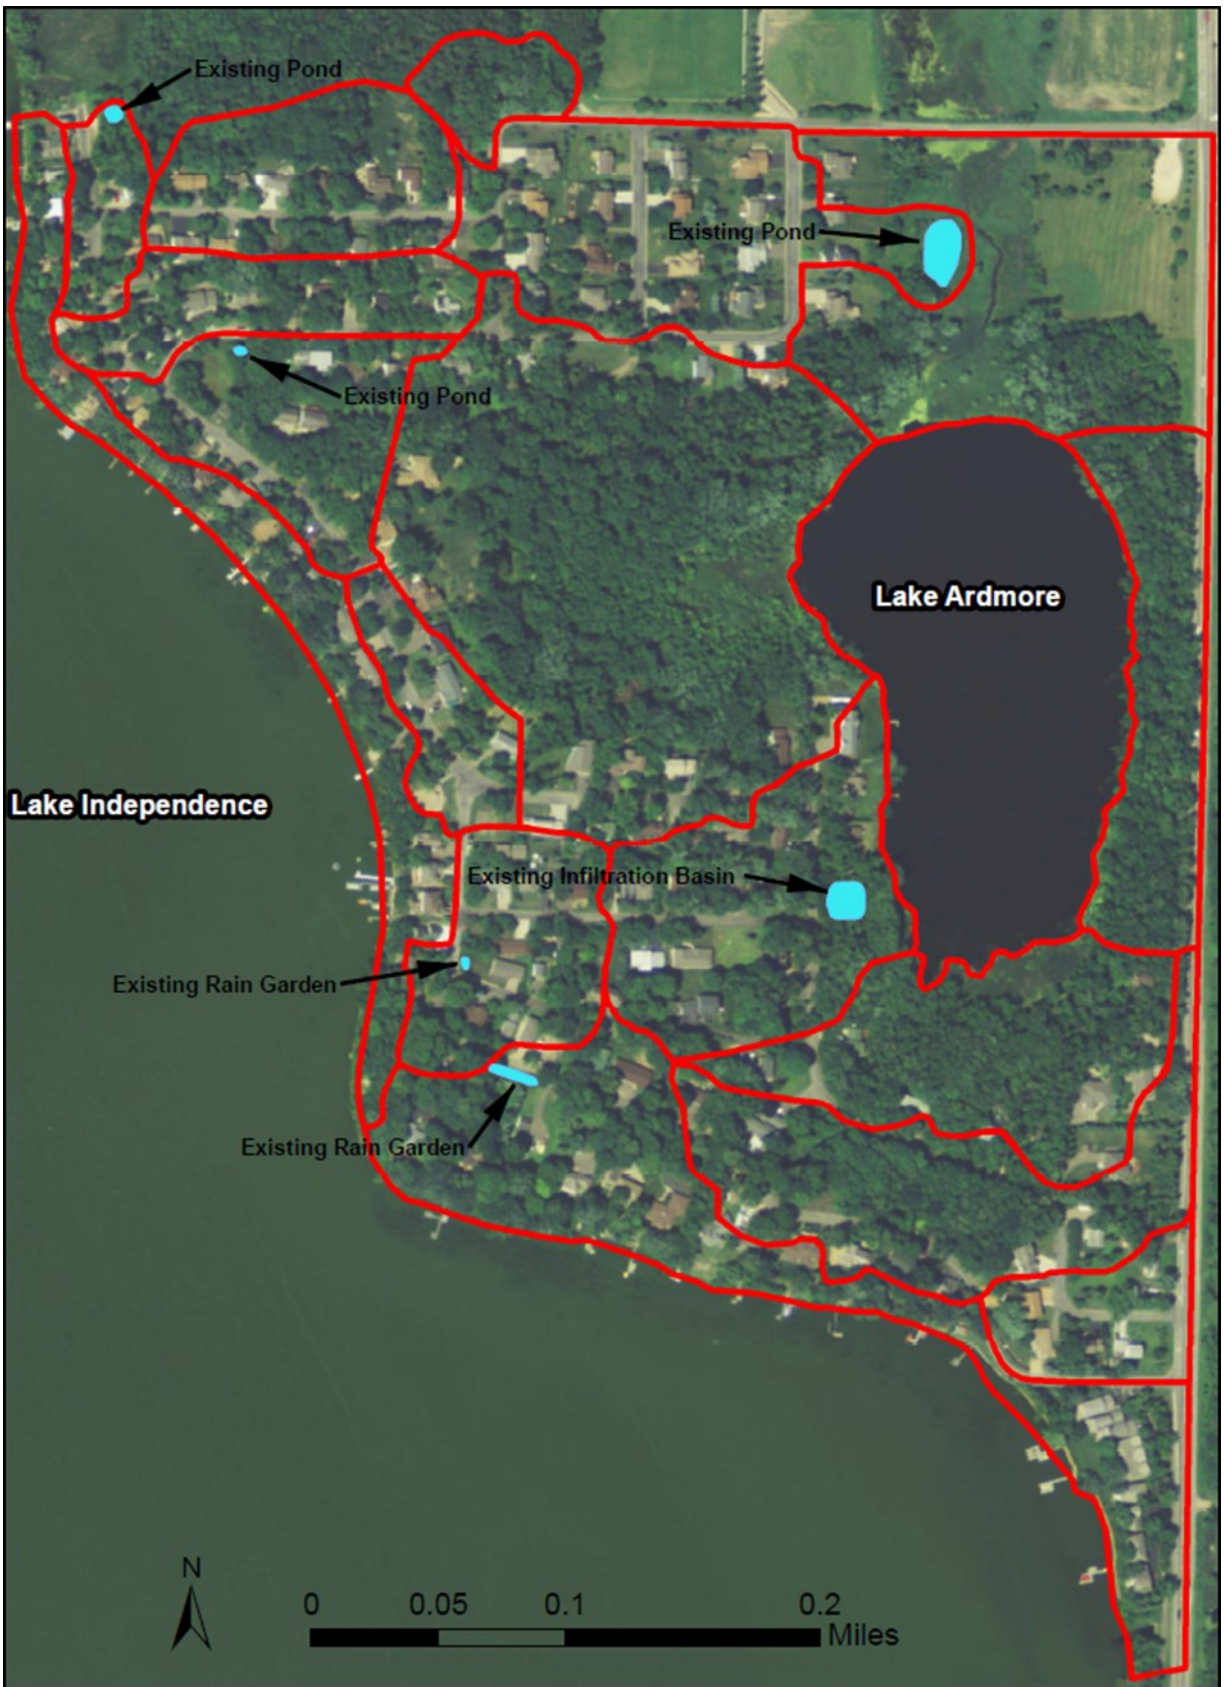 Existing Pond
Existing Pond
Existing Pond
Lake Ardmore
Lake Independence
Existing Infiltration Basin
Existing Rain Garden
Existing Rain Garden
N
0 0.05 0.1 0.2
Miles